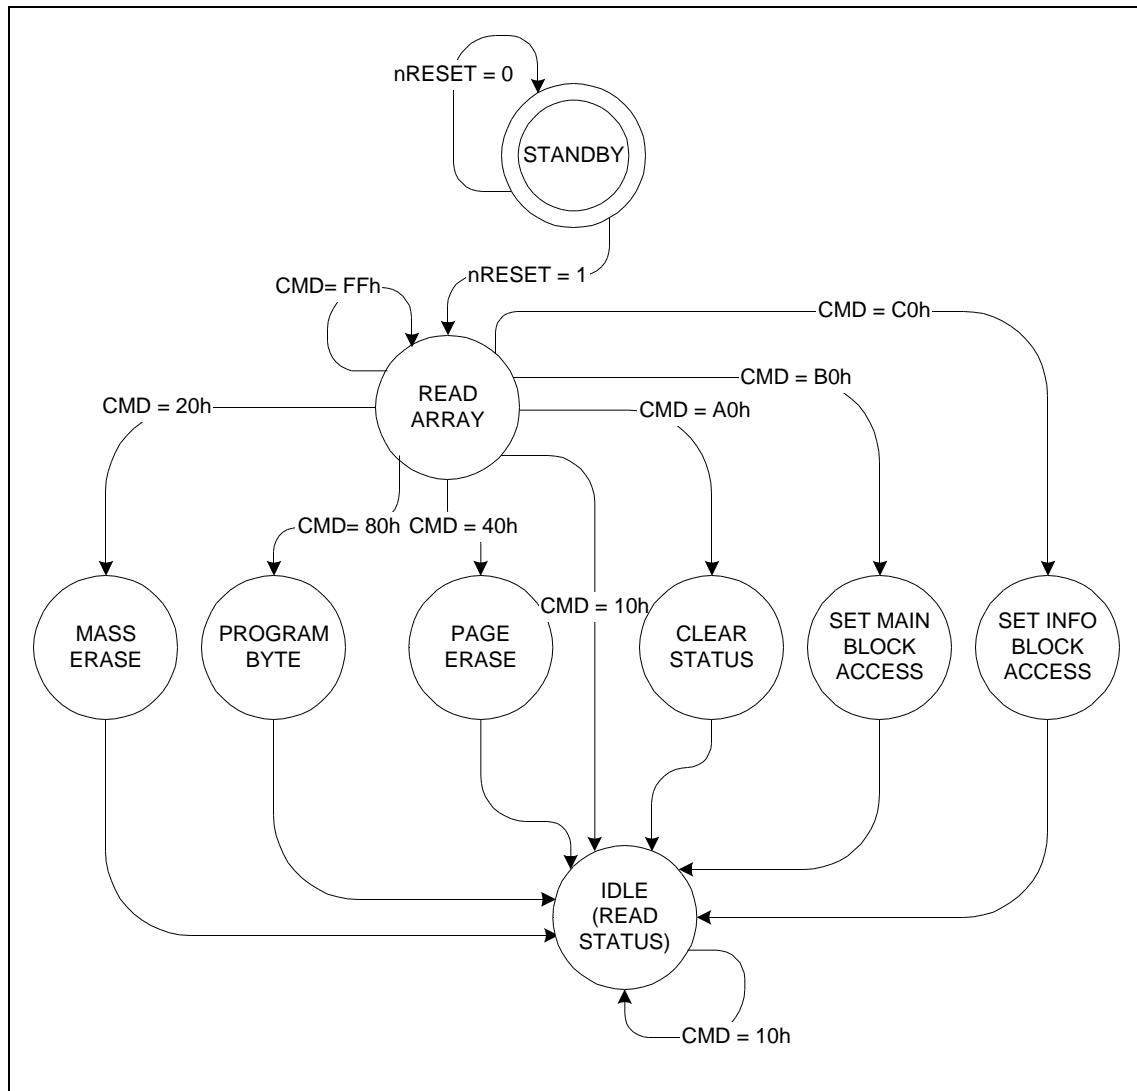 nRESET = 0
STANDBY
nRESET = 1
CMD= FFh
CMD = C0h
READ
ARRAY
CMD = B0h
CMD = 20h
CMD = A0h
CMD= 80h
CMD = 40h
CMD = 10h
MASS
ERASE
PROGRAM
BYTE
PAGE
ERASE
CLEAR
STATUS
SET MAIN
BLOCK
ACCESS
SET INFO
BLOCK
ACCESS
IDLE
(READ
STATUS)
CMD = 10h